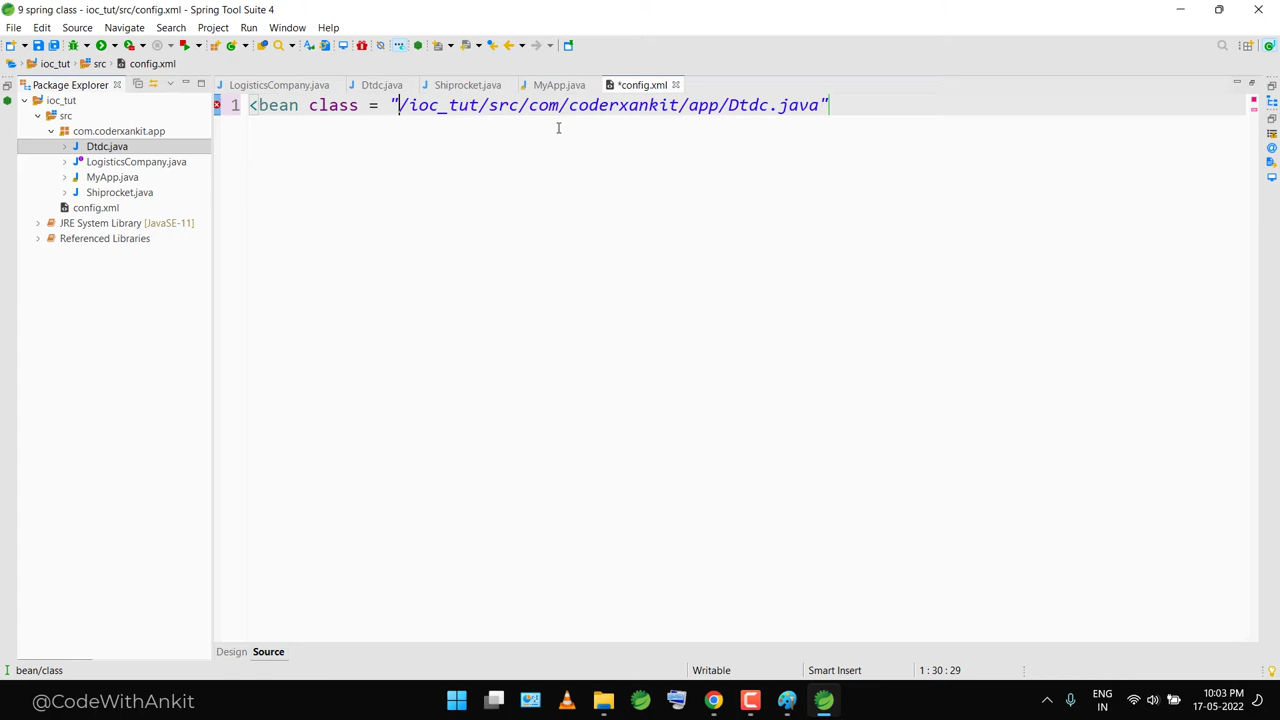 9 spring class - ioc_tut/src/config.xml - Spring Tool Suite 4
File Edit Source Navigate Search Project Run Window Help
ioc_tut src config.xml
Package Explorer
LogisticsCompany.java Dtdc.java Shiprocket.java MyApp.java *config.xml
1 <bean class = "/ioc_tut/src/com/coderxankit/app/Dtdc.java"
ioc_tut
src
com.coderxankit.app
Dtdc.java
LogisticsCompany.java
MyApp.java
Shiprocket.java
config.xml
JRE System Library [JavaSE-11]
Referenced Libraries
Design Source
bean/class Writable Smart Insert 1 : 30 : 29
@CodeWithAnkit
ENG
IN
10:03 PM
17-05-2022